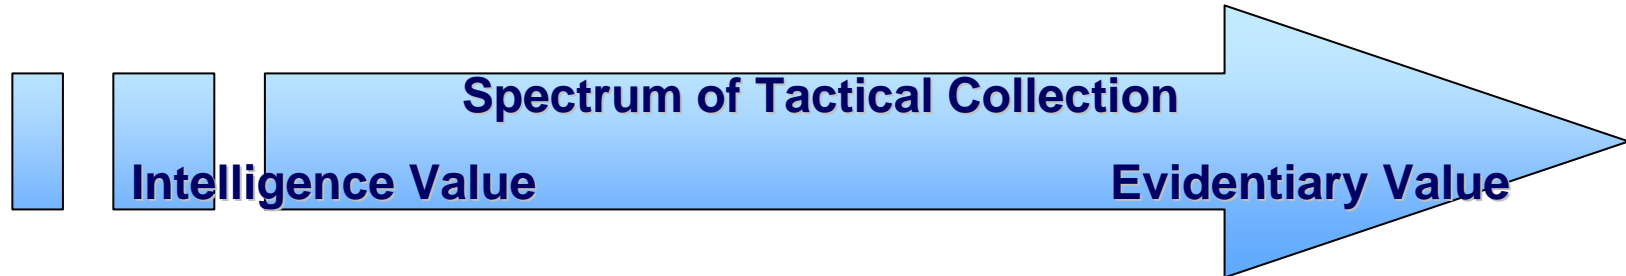 Spectrum of Tactical Collection
Intelligence Value Evidentiary Value